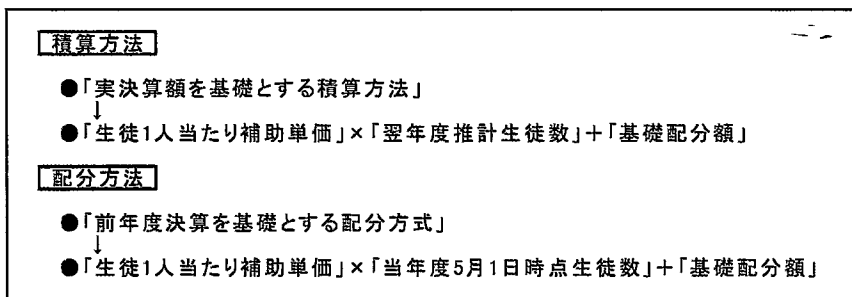 積算方法
●「実決算額を基礎とする積算方法」
↓
●「生徒1人当たり補助単価」×「翌年度推計生徒数」+「基礎配分額」
配分方法
●「前年度決算を基礎とする配分方式」
↓
●「生徒1人当たり補助単価」×「当年度5月1日時点生徒数」+「基礎配分額」